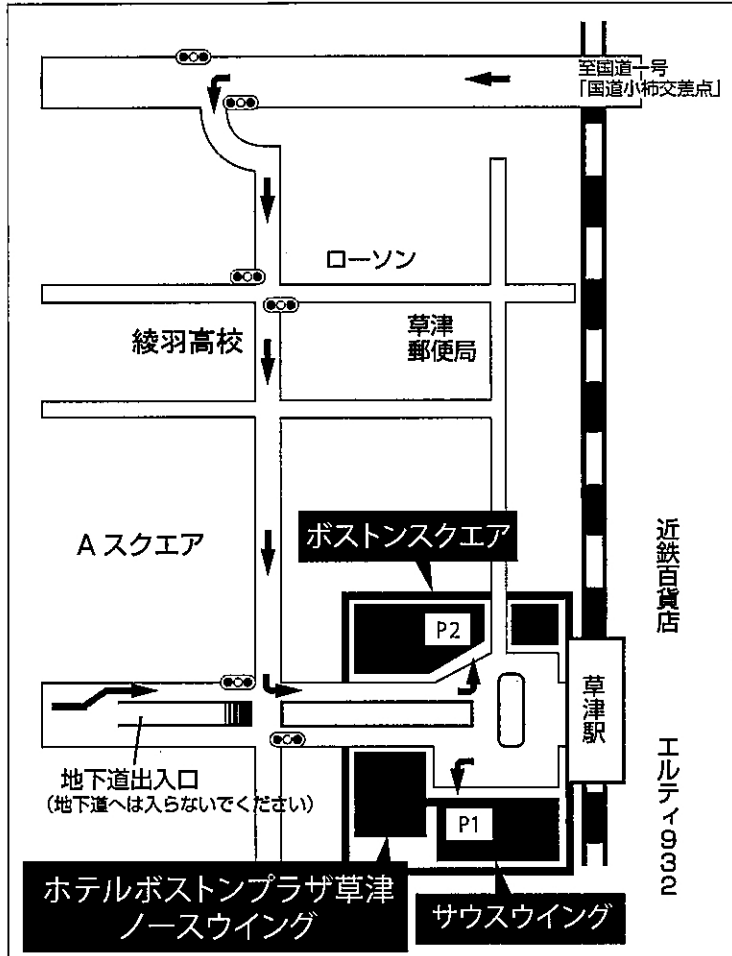 至国道一号
「国道小柿交差点」
ローソン
綾羽高校
草津
郵便局
Aスクエア
ボストンスクエア
近鉄百貨店
P2
草津駅
地下道出入口
（地下道へは入らないでください）
エルティ932
P1
ホテルボストンプラザ草津
ノースウイング
サウスウイング